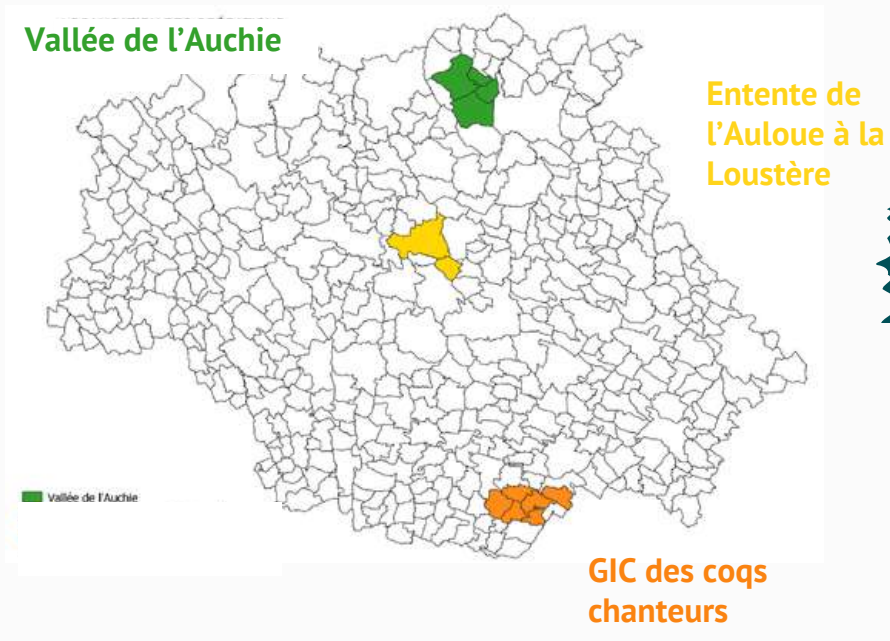 Vallée de l'Auchie
Entente de
l'Auloue à la
Loustère
Vallée de l'Auchie
GIC des coqs
chanteurs